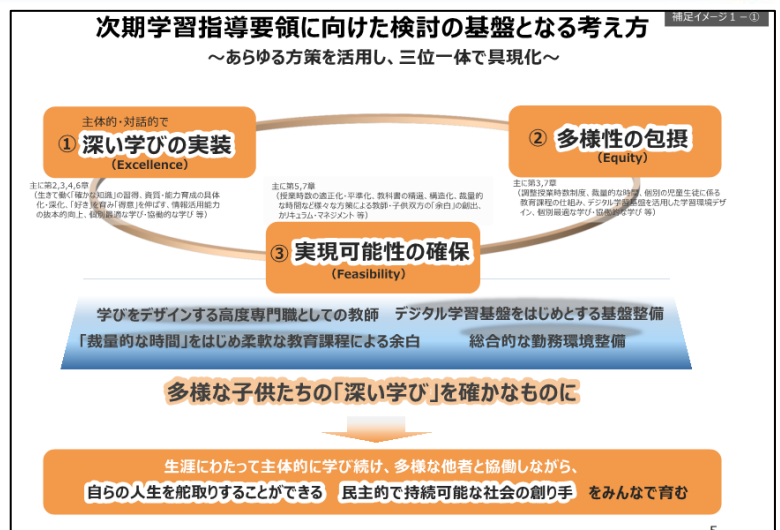 補足イメージ1-①
次期学習指導要領に向けた検討の基盤となる考え方
～あらゆる方策を活用し、三位一体で具現化～
主体的・対話的で
① 深い学びの実装
(Excellence)
主に第2,3,4,6章
(生きて働く「確かな知識」の習得、資質・能力育成の具体
化・深化、「好き」を育み「得意」を伸ばす、情報活用能力
の抜本的向上、個別最適な学び・協働的な学び 等)
② 多様性の包摂
(Equity)
主に第3,7章
(調整授業時数制度、裁量的な時間、個別の児童生徒に係る
教育課程の仕組み、デジタル学習基盤を活用した学習環境デザ
イン、個別最適な学び・協働的な学び 等)
主に第5,7章
(授業時数の適正化・平準化、教科書の精選、構造化、裁量的
な時間など様々な方策による教師・子供双方の「余白」の創出、
カリキュラム・マネジメント 等)
③ 実現可能性の確保
(Feasibility)
学びをデザインする高度専門職としての教師 デジタル学習基盤をはじめとする基盤整備
「裁量的な時間」をはじめ柔軟な教育課程による余白 総合的な勤務環境整備
多様な子供たちの「深い学び」を確かなものに
生涯にわたって主体的に学び続け、多様な他者と協働しながら、
自らの人生を舵取りすることができる 民主的で持続可能な社会の創り手 をみんなで育む
5